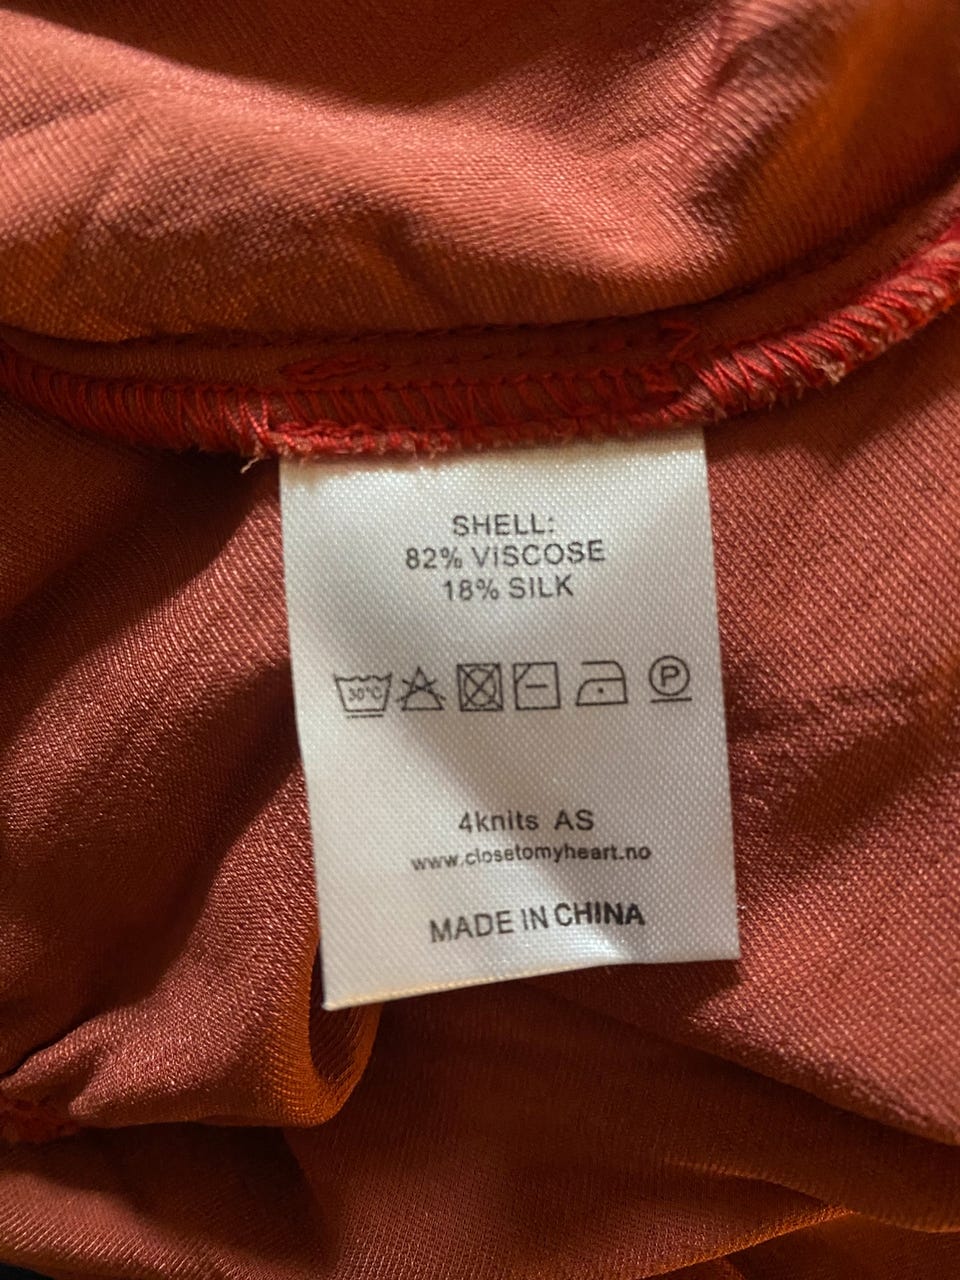 SHELL:
82% VISCOSE
18% SILK
30°C P
4knits AS
www.closetomyheart.no
MADE IN CHINA